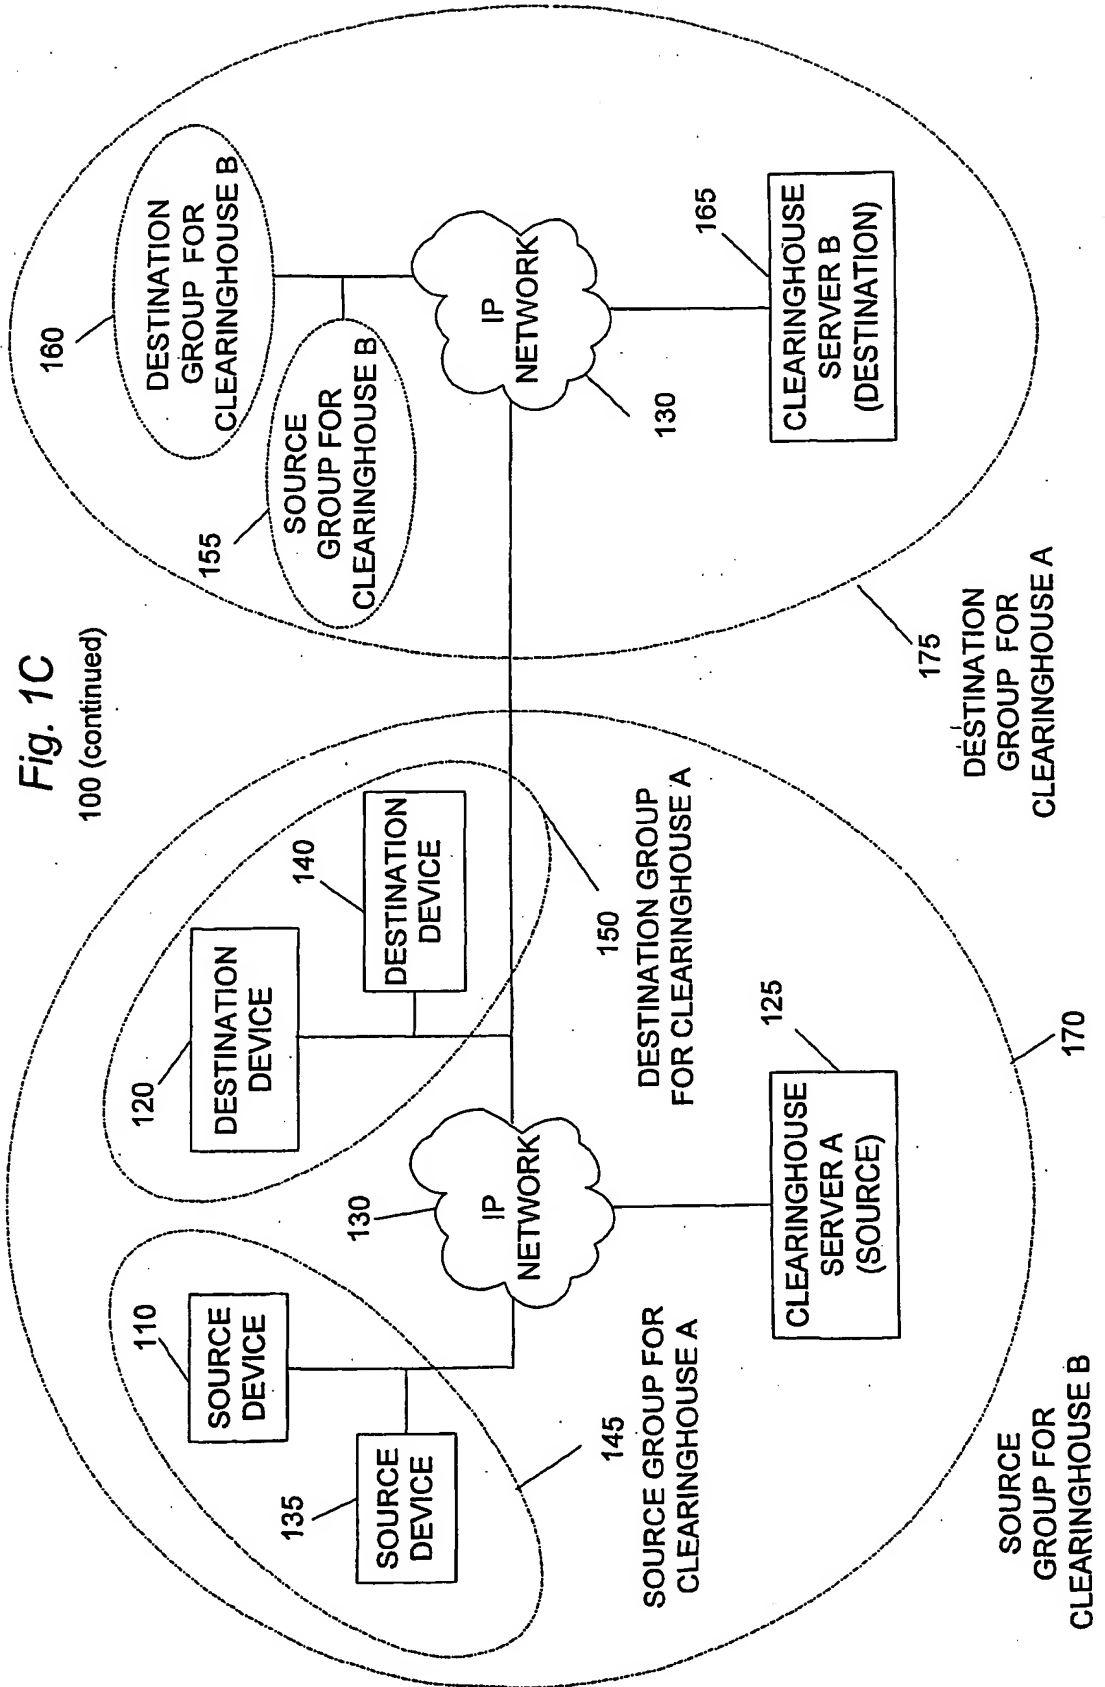 Fig. 1C
100 (continued)
110
SOURCE
DEVICE
135
SOURCE
DEVICE
145
SOURCE GROUP FOR
CLEARINGHOUSE A
120
DESTINATION
DEVICE
140
DESTINATION
DEVICE
150
DESTINATION GROUP
FOR CLEARINGHOUSE A
130
IP
NETWORK
125
CLEARINGHOUSE
SERVER A
(SOURCE)
170
SOURCE
GROUP FOR
CLEARINGHOUSE B
160
DESTINATION
GROUP FOR
CLEARINGHOUSE B
155
SOURCE
GROUP FOR
CLEARINGHOUSE B
IP
NETWORK
130
165
CLEARINGHOUSE
SERVER B
(DESTINATION)
175
DESTINATION
GROUP FOR
CLEARINGHOUSE A